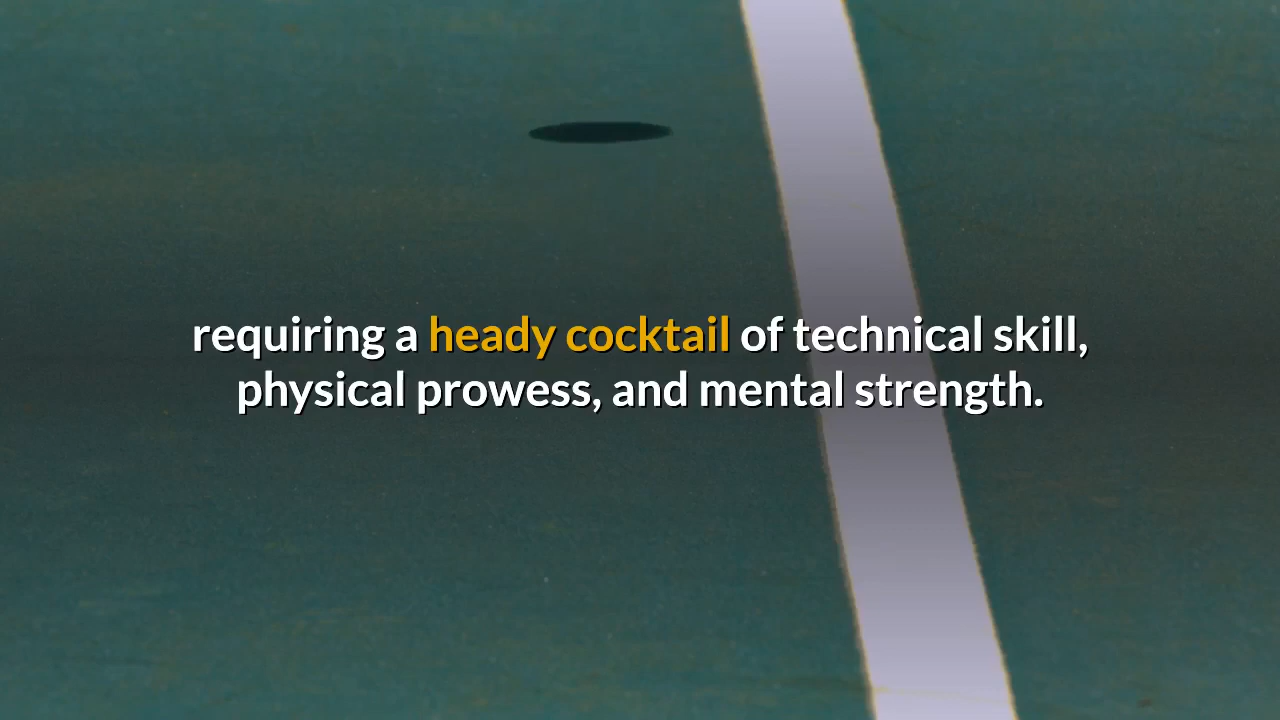 requiring a heady cocktail of technical skill,
physical prowess, and mental strength.